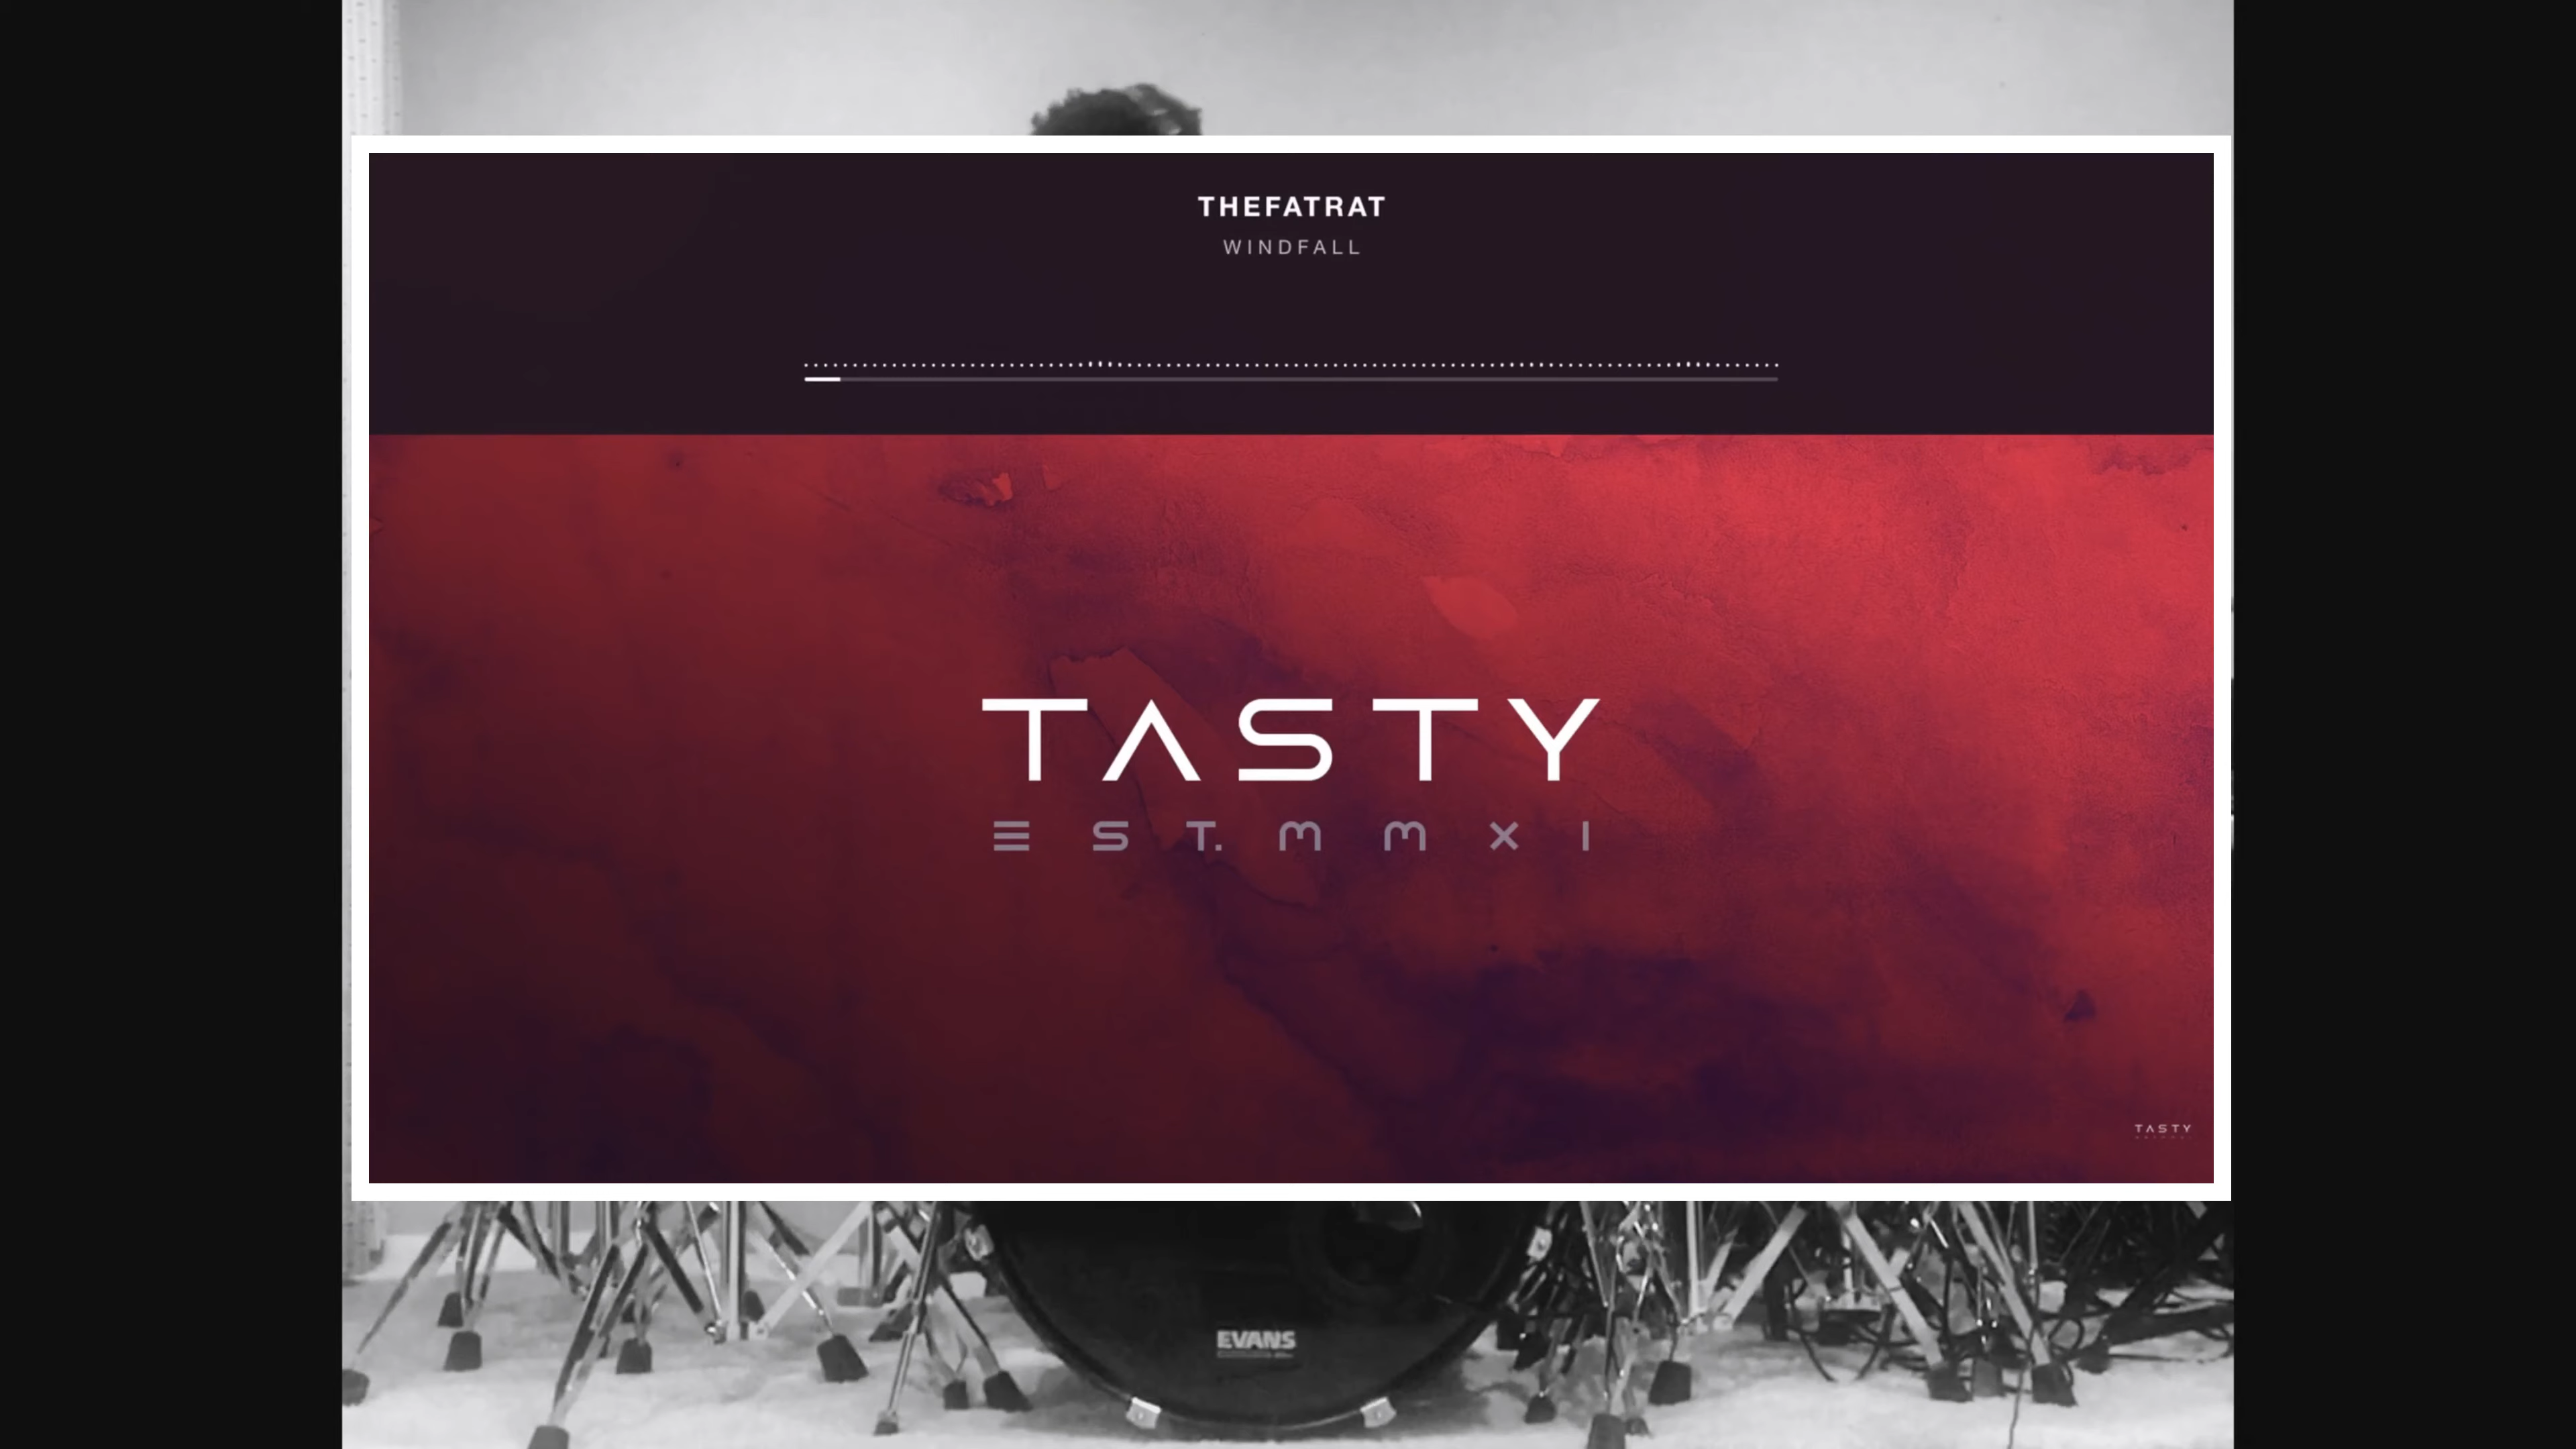 THEFATRAT
WINDFALL
TASTY
EST. MMXI
TASTY
EVANS